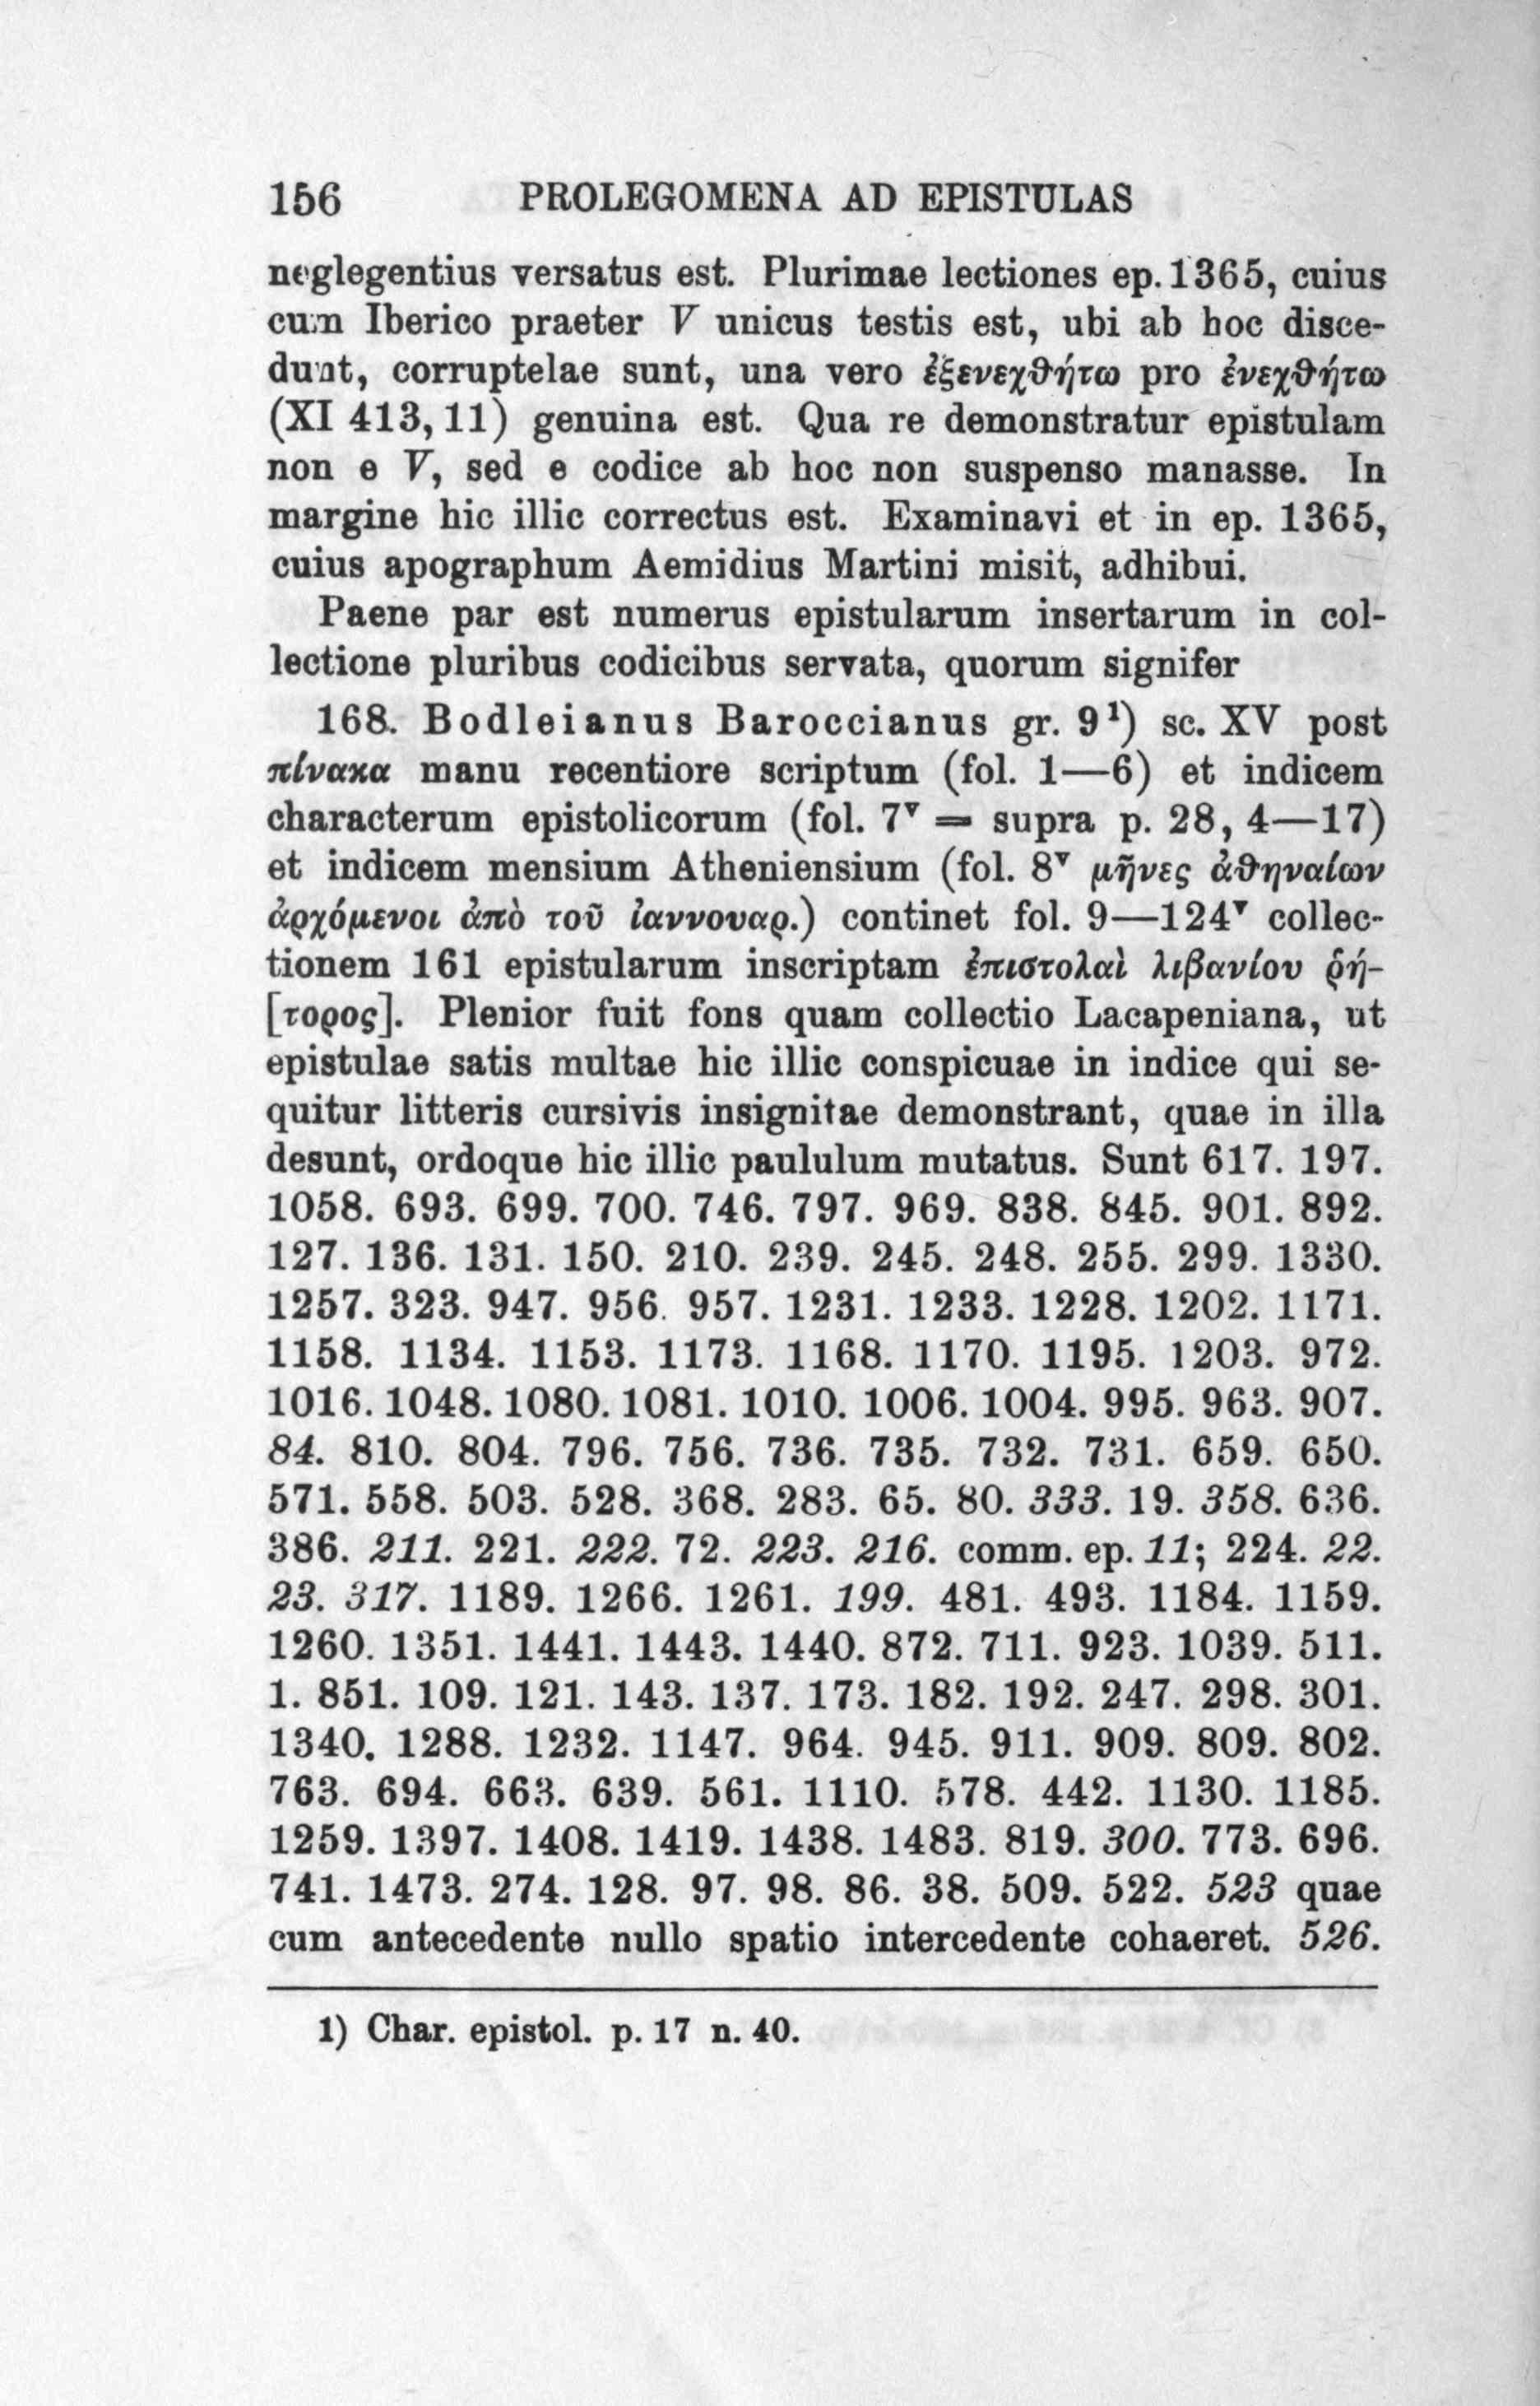 156 PROLEGOMENA AD EPISTULAS
neglegentius versatus est. Plurimae lectiones ep. 1365, cuius
cum Iberico praeter V unicus testis est, ubi ab hoc disce-
dunt, corruptelae sunt, una vero ἐξενεχθήτω pro ἐνεχθήτω
(XI 413, 11) genuina est. Qua re demonstratur epistulam
non e V, sed e codice ab hoc non suspenso manasse. In
margine hic illic correctus est. Examinavi et in ep. 1365,
cuius apographum Aemidius Martini misit, adhibui.
Paene par est numerus epistularum insertarum in col-
lectione pluribus codicibus servata, quorum signifer
168. Bodleianus Baroccianus gr. 9¹) sc. XV post
πίνακα manu recentiore scriptum (fol. 1—6) et indicem
characterum epistolicorum (fol. 7ᵛ = supra p. 28, 4—17)
et indicem mensium Atheniensium (fol. 8ᵛ μῆνες ἀθηναίων
ἀρχόμενοι ἀπὸ τοῦ ἰαννουαρ.) continet fol. 9—124ᵛ collec-
tionem 161 epistularum inscriptam ἐπιστολαὶ λιβανίου ῥή-
[τορος]. Plenior fuit fons quam collectio Lacapeniana, ut
epistulae satis multae hic illic conspicuae in indice qui se-
quitur litteris cursivis insignitae demonstrant, quae in illa
desunt, ordoque hic illic paululum mutatus. Sunt 617. 197.
1058. 693. 699. 700. 746. 797. 969. 838. 845. 901. 892.
127. 136. 131. 150. 210. 239. 245. 248. 255. 299. 1330.
1257. 323. 947. 956. 957. 1231. 1233. 1228. 1202. 1171.
1158. 1134. 1153. 1173. 1168. 1170. 1195. 1203. 972.
1016. 1048. 1080. 1081. 1010. 1006. 1004. 995. 963. 907.
84. 810. 804. 796. 756. 736. 735. 732. 731. 659. 650.
571. 558. 503. 528. 368. 283. 65. 80. 333. 19. 358. 636.
386. 211. 221. 222. 72. 223. 216. comm. ep. 11; 224. 22.
23. 317. 1189. 1266. 1261. 199. 481. 493. 1184. 1159.
1260. 1351. 1441. 1443. 1440. 872. 711. 923. 1039. 511.
1. 851. 109. 121. 143. 137. 173. 182. 192. 247. 298. 301.
1340. 1288. 1232. 1147. 964. 945. 911. 909. 809. 802.
763. 694. 663. 639. 561. 1110. 578. 442. 1130. 1185.
1259. 1397. 1408. 1419. 1438. 1483. 819. 300. 773. 696.
741. 1473. 274. 128. 97. 98. 86. 38. 509. 522. 523 quae
cum antecedente nullo spatio intercedente cohaeret. 526.
1) Char. epistol. p. 17 n. 40.